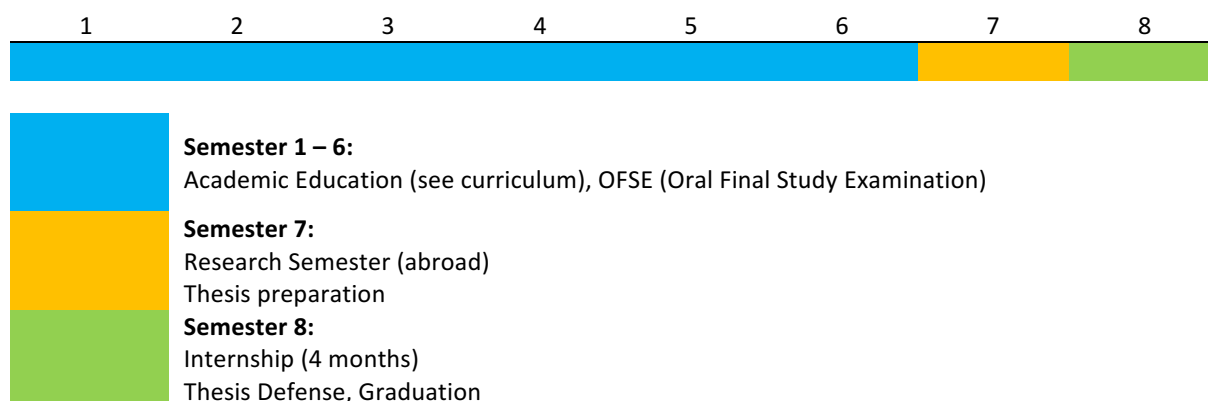 1 2 3 4 5 6 7 8
Semester 1 – 6:
Academic Education (see curriculum), OFSE (Oral Final Study Examination)
Semester 7:
Research Semester (abroad)
Thesis preparation
Semester 8:
Internship (4 months)
Thesis Defense, Graduation